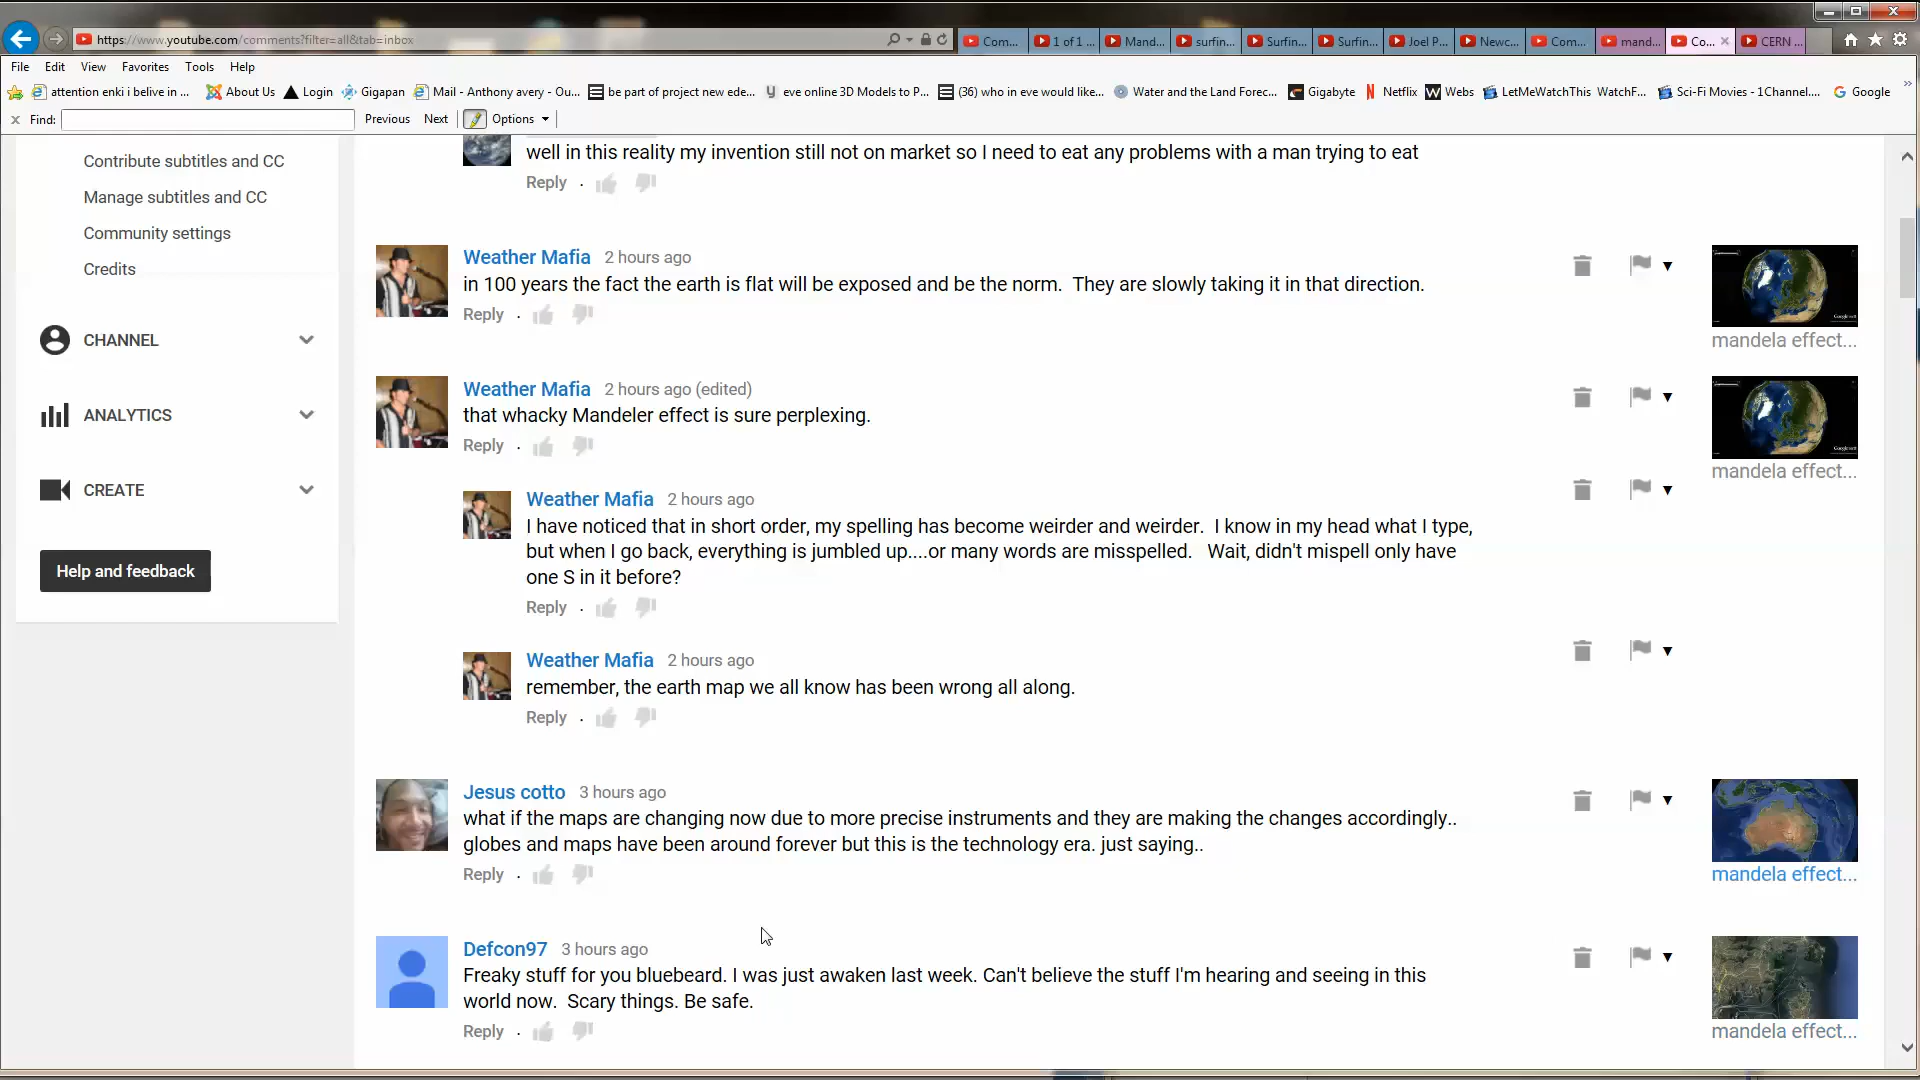 https://www.youtube.com/comments?filter=all&tab=inbox
Com...
1 of 1 ...
Mand...
surfin...
Surfin...
Surfin...
Joel P...
Newc...
Com...
mand...
Co...
CERN ...
File Edit View Favorites Tools Help
attention enki i belive in ...
About Us
Login
Gigapan
Mail - Anthony avery - Ou...
be part of project new ede...
eve online 3D Models to P...
(36) who in eve would like...
Water and the Land Forec...
Gigabyte
Netflix
Webs
LetMeWatchThis WatchF...
Sci-Fi Movies - 1Channel....
Google
x Find: Previous Next Options
Contribute subtitles and CC
Manage subtitles and CC
Community settings
Credits
CHANNEL
ANALYTICS
CREATE
Help and feedback
well in this reality my invention still not on market so I need to eat any problems with a man trying to eat
Reply .
Weather Mafia 2 hours ago
in 100 years the fact the earth is flat will be exposed and be the norm. They are slowly taking it in that direction.
Reply .
mandela effect...
Weather Mafia 2 hours ago (edited)
that whacky Mandeler effect is sure perplexing.
Reply .
mandela effect...
Weather Mafia 2 hours ago
I have noticed that in short order, my spelling has become weirder and weirder. I know in my head what I type,
but when I go back, everything is jumbled up....or many words are misspelled. Wait, didn't mispell only have
one S in it before?
Reply .
Weather Mafia 2 hours ago
remember, the earth map we all know has been wrong all along.
Reply .
Jesus cotto 3 hours ago
what if the maps are changing now due to more precise instruments and they are making the changes accordingly..
globes and maps have been around forever but this is the technology era. just saying..
Reply .
mandela effect...
Defcon97 3 hours ago
Freaky stuff for you bluebeard. I was just awaken last week. Can't believe the stuff I'm hearing and seeing in this
world now. Scary things. Be safe.
Reply .
mandela effect...